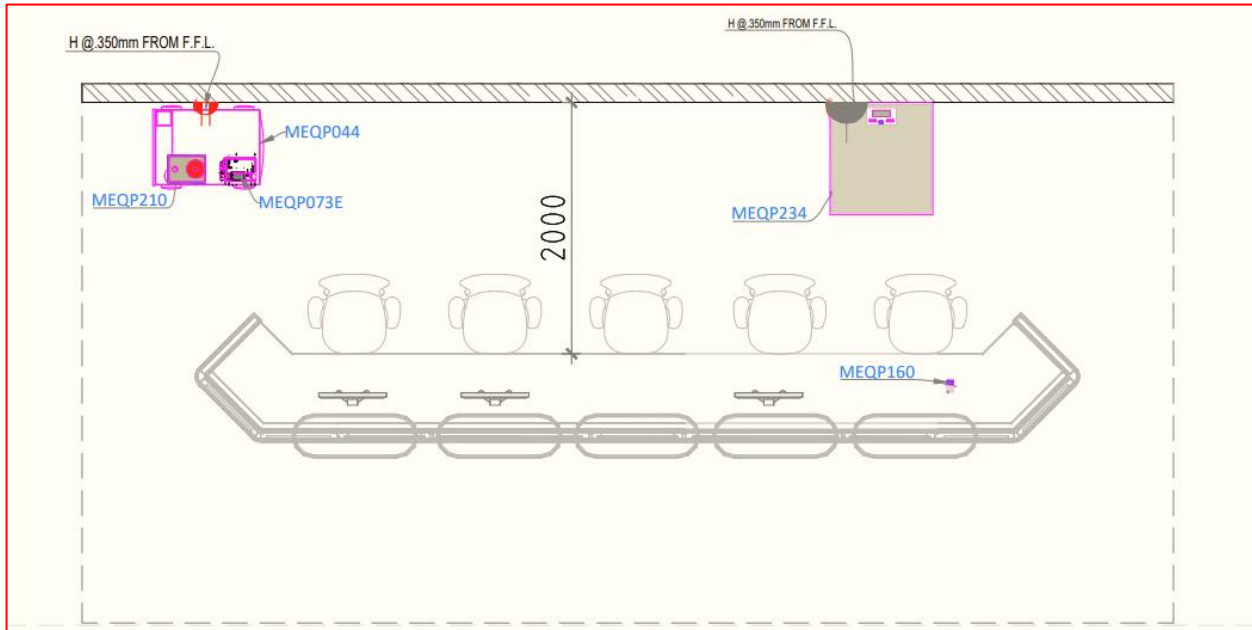 H @.350mm FROM F.F.L.
H @.350mm FROM F.F.L.
MEQP044
MEQP210
MEQP073E
MEQP234
2000
MEQP160